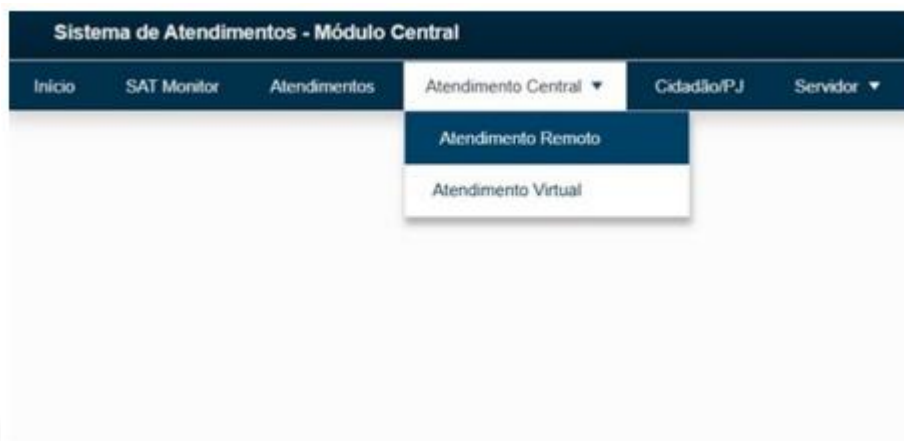 Sistema de Atendimentos - Módulo Central
Início SAT Monitor Atendimentos Atendimento Central Cidadão/PJ Servidor
Atendimento Remoto
Atendimento Virtual